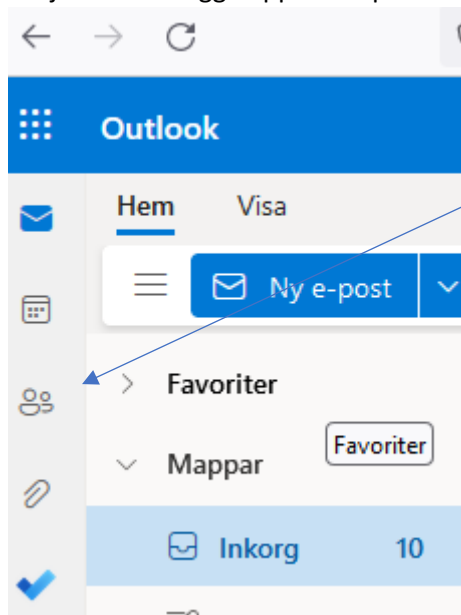 Outlook
Hem Visa
Ny e-post
Favoriter
Favoriter
Mappar
Inkorg 10